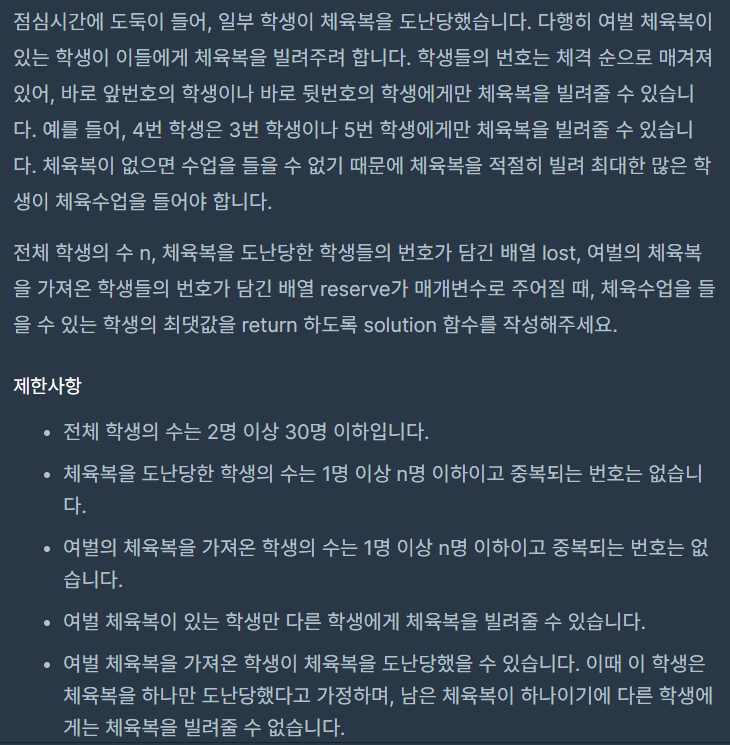 점심시간에 도둑이 들어, 일부 학생이 체육복을 도난당했습니다. 다행히 여벌 체육복이
있는 학생이 이들에게 체육복을 빌려주려 합니다. 학생들의 번호는 체격 순으로 매겨져
있어, 바로 앞번호의 학생이나 바로 뒷번호의 학생에게만 체육복을 빌려줄 수 있습니
다. 예를 들어, 4번 학생은 3번 학생이나 5번 학생에게만 체육복을 빌려줄 수 있습니
다. 체육복이 없으면 수업을 들을 수 없기 때문에 체육복을 적절히 빌려 최대한 많은 학
생이 체육수업을 들어야 합니다.
전체 학생의 수 n, 체육복을 도난당한 학생들의 번호가 담긴 배열 lost, 여벌의 체육복
을 가져온 학생들의 번호가 담긴 배열 reserve가 매개변수로 주어질 때, 체육수업을 들
을 수 있는 학생의 최댓값을 return 하도록 solution 함수를 작성해주세요.
제한사항
• 전체 학생의 수는 2명 이상 30명 이하입니다.
• 체육복을 도난당한 학생의 수는 1명 이상 n명 이하이고 중복되는 번호는 없습니
다.
• 여벌의 체육복을 가져온 학생의 수는 1명 이상 n명 이하이고 중복되는 번호는 없
습니다.
• 여벌 체육복이 있는 학생만 다른 학생에게 체육복을 빌려줄 수 있습니다.
• 여벌 체육복을 가져온 학생이 체육복을 도난당했을 수 있습니다. 이때 이 학생은
체육복을 하나만 도난당했다고 가정하며, 남은 체육복이 하나이기에 다른 학생에
게는 체육복을 빌려줄 수 없습니다.